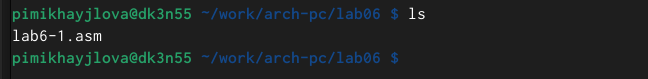 pimikhayjlova@dk3n55 ~/work/arch-pc/lab06 $ ls
lab6-1.asm
pimikhayjlova@dk3n55 ~/work/arch-pc/lab06 $